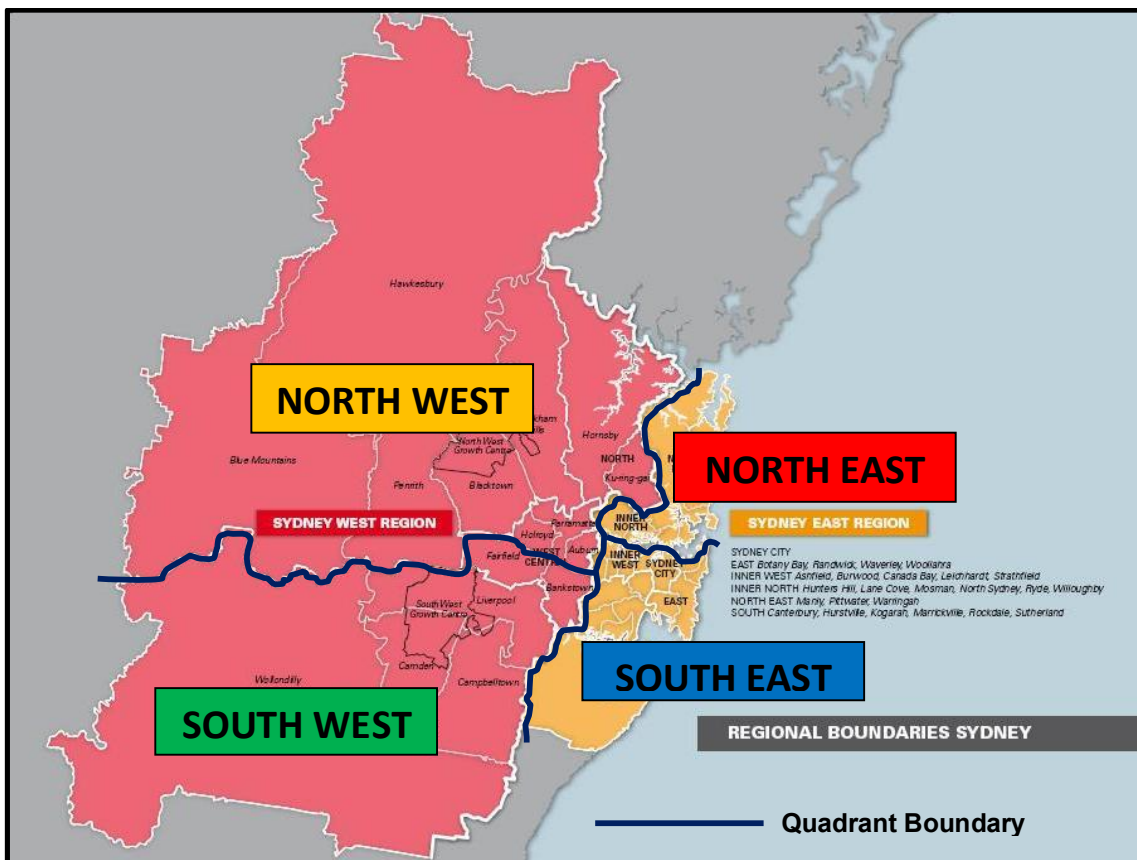 Hawkesbury
NORTH WEST
North West
Growth Centre
Hornsby
NORTH
Ku-ring-gai
Blue Mountains
Penrith
Blacktown
NORTH EAST
SYDNEY WEST REGION
Parramatta
Holroyd
INNER
NORTH
SYDNEY EAST REGION
Fairfield
WEST
CENTRAL
Auburn
INNER
WEST
SYDNEY
CITY
Bankstown
EAST
SYDNEY CITY
EAST Botany Bay, Randwick, Waverley, Woollahra
INNER WEST Ashfield, Burwood, Canada Bay, Leichhardt, Strathfield
INNER NORTH Hunters Hill, Lane Cove, Mosman, North Sydney, Ryde, Willoughby
NORTH EAST Manly, Pittwater, Warringah
SOUTH Canterbury, Hurstville, Kogarah, Marrickville, Rockdale, Sutherland
South West
Growth Centre
Liverpool
Camden
Wollondilly
Campbelltown
SOUTH EAST
SOUTH WEST
REGIONAL BOUNDARIES SYDNEY
Quadrant Boundary